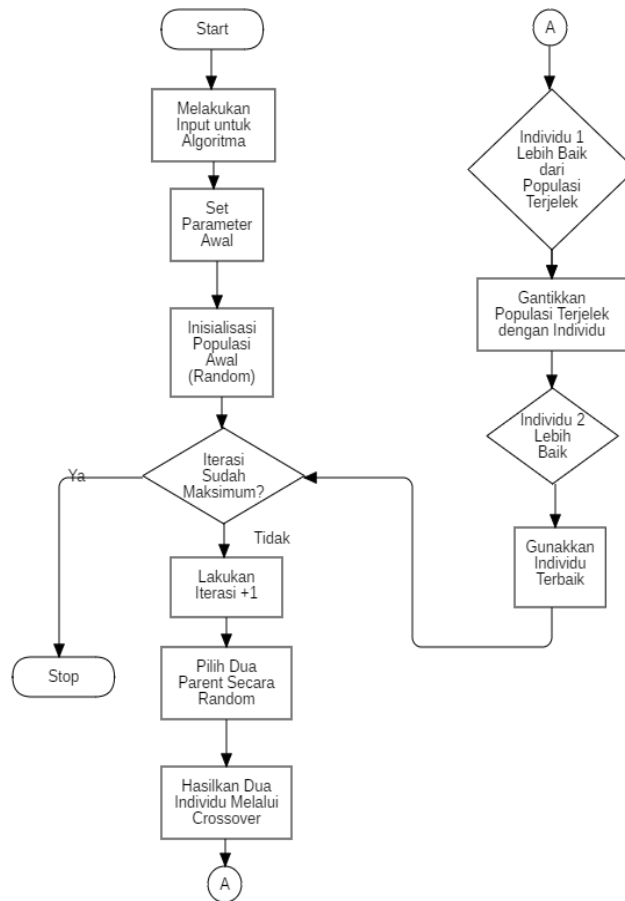 Start
Melakukan
Input untuk
Algoritma
Set
Parameter
Awal
Inisialisasi
Populasi
Awal
(Random)
Iterasi
Sudah
Maksimum?
Ya
Tidak
Lakukan
Iterasi +1
Stop
Pilih Dua
Parent Secara
Random
Hasilkan Dua
Individu Melalui
Crossover
A
A
Individu 1
Lebih Baik
dari
Populasi
Terjelek
Gantikkan
Populasi Terjelek
dengan Individu
Individu 2
Lebih
Baik
Gunakkan
Individu
Terbaik